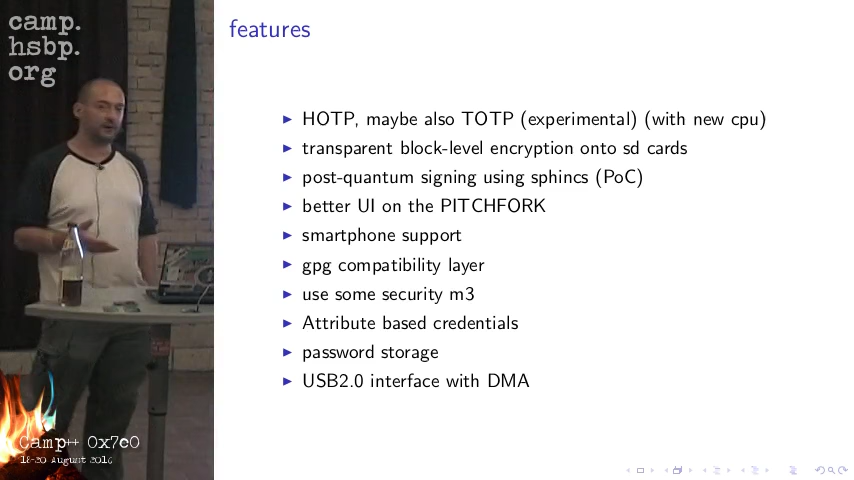 camp.
hsbp.
org
features
HOTP, maybe also TOTP (experimental) (with new cpu)
transparent block-level encryption onto sd cards
post-quantum signing using sphincs (PoC)
better UI on the PITCHFORK
smartphone support
gpg compatibility layer
use some security m3
Attribute based credentials
password storage
USB2.0 interface with DMA
Camp++ 0x7e0
18-20 August 2016